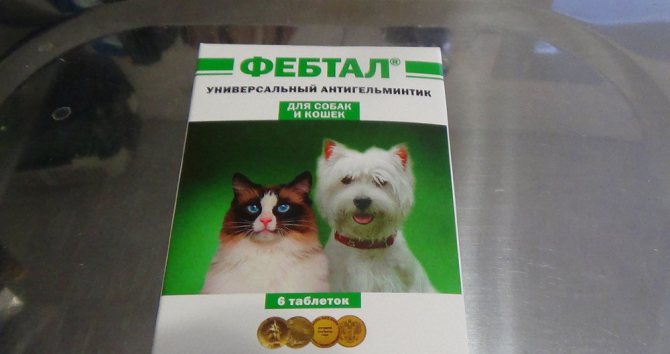 ФЕБТАЛ®
УНИВЕРСАЛЬНЫЙ АНТИГЕЛЬМИНТИК
ДЛЯ СОБАК
И КОШЕК
6 таблеток